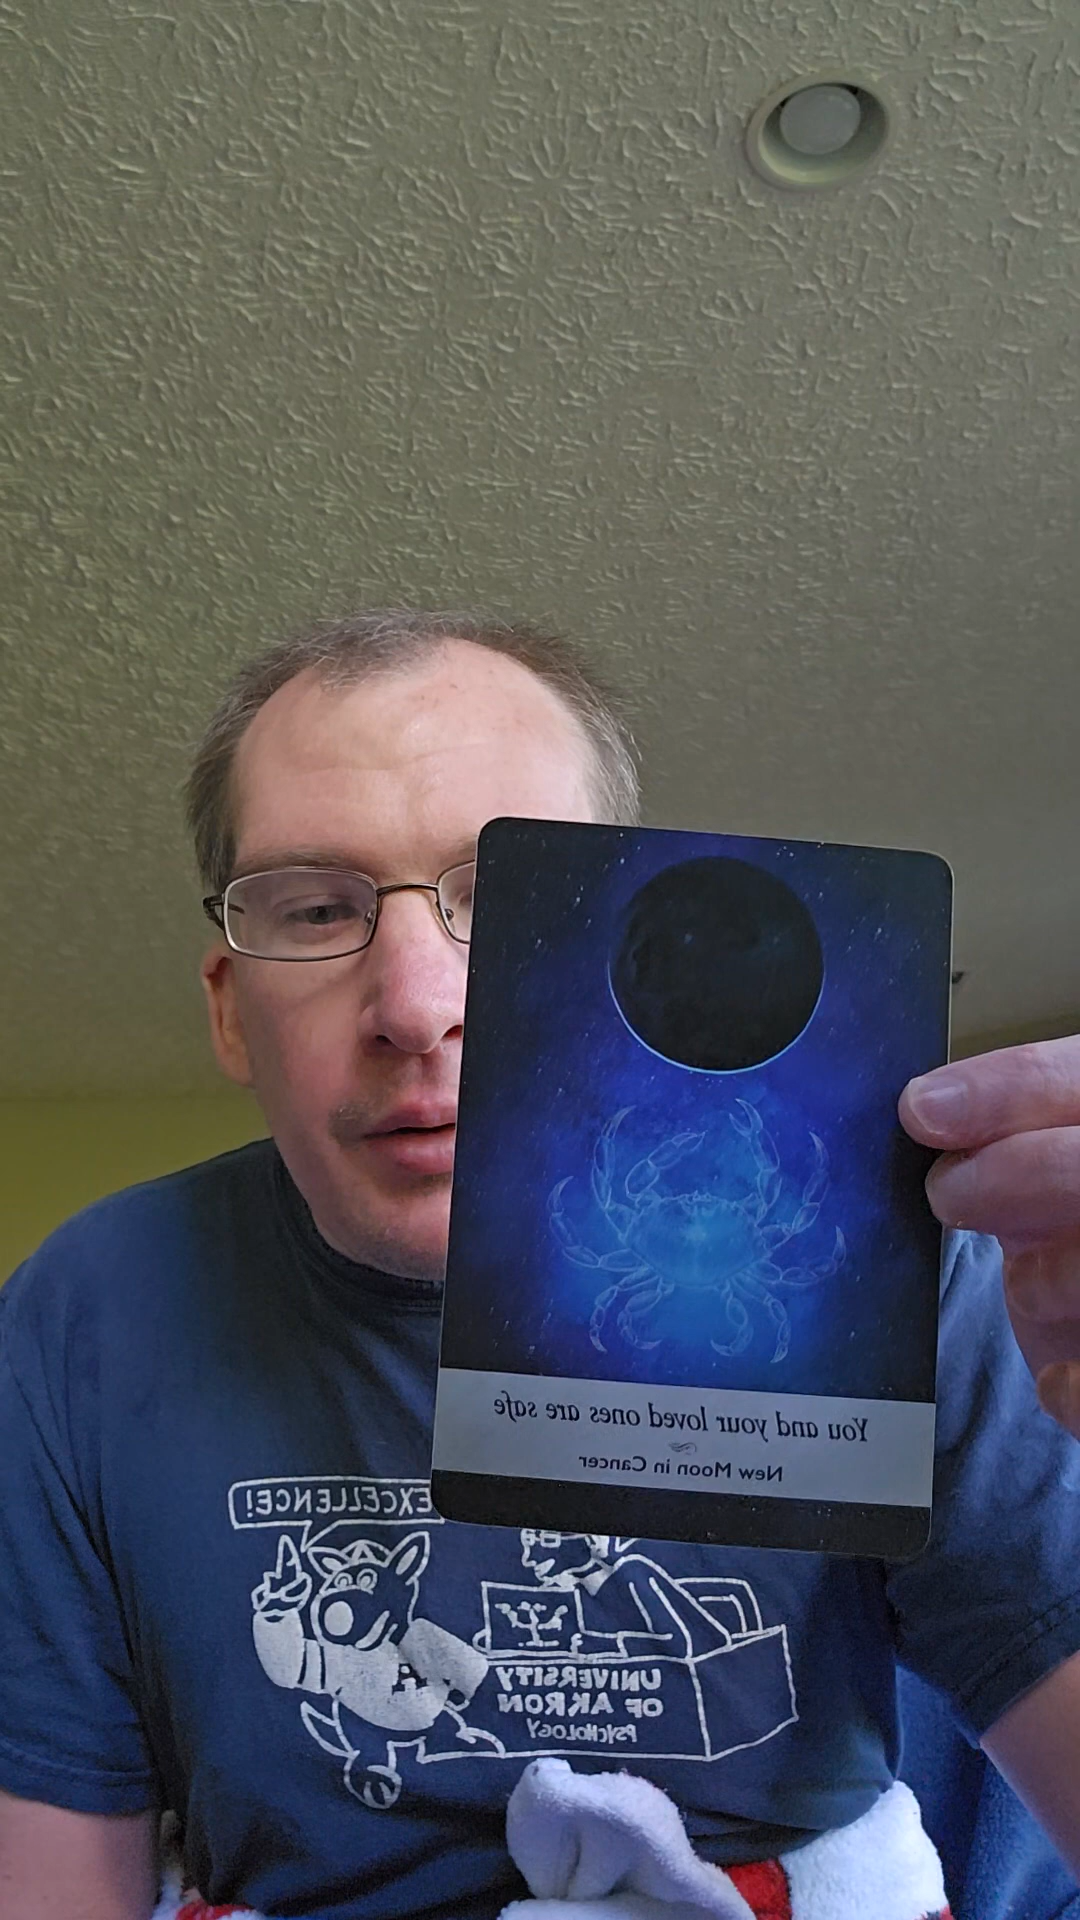 You and your loved ones are safe
New Moon in Cancer
EXCELLENCE!
UNIVERSITY
OF AKRON
PSYCHOLOGY